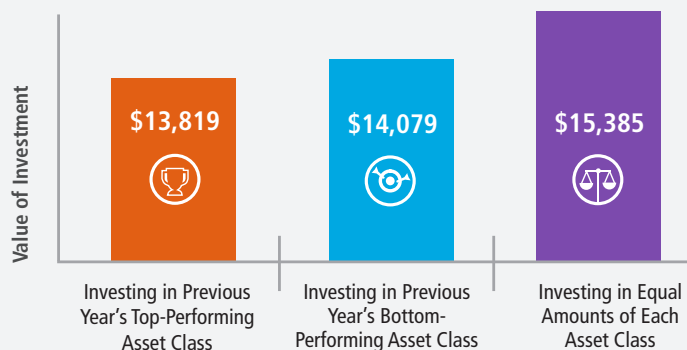 Value of Investment
$13,819
$14,079
$15,385
Investing in Previous
Year's Top-Performing
Asset Class
Investing in Previous
Year's Bottom-
Performing Asset Class
Investing in Equal
Amounts of Each
Asset Class